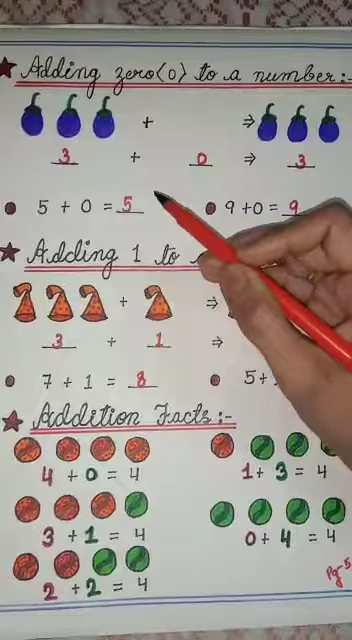 Adding zero(0) to a number:-
+ ⇒
3 + 0 ⇒ 3
5 + 0 = 5 9 + 0 = 9
Adding 1 to
+ ⇒
3 + 1 ⇒
7 + 1 = 8 5+
Addition Facts:-
4 + 0 = 4 1 + 3 = 4
3 + 1 = 4 0 + 4 = 4
2 + 2 = 4
Pg-5